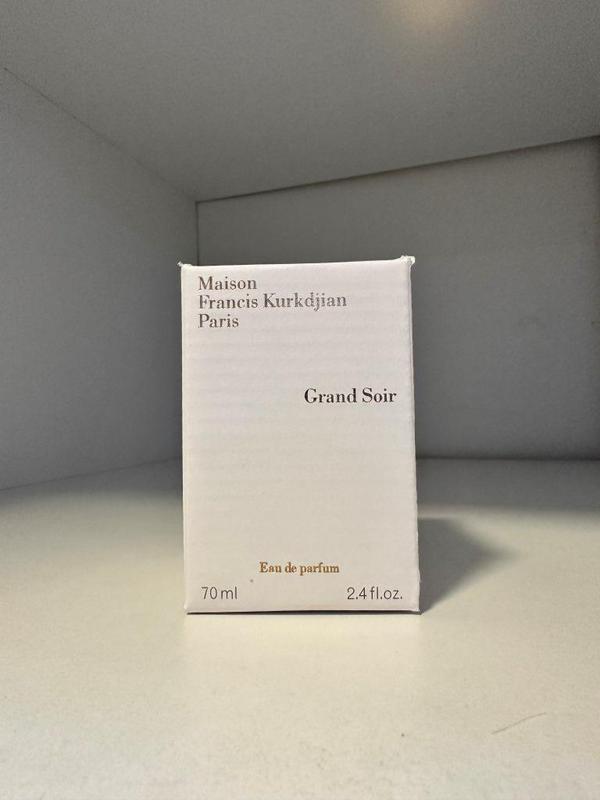 Maison
Francis Kurkdjian
Paris
Grand Soir
Eau de parfum
70 ml 2.4 fl.oz.